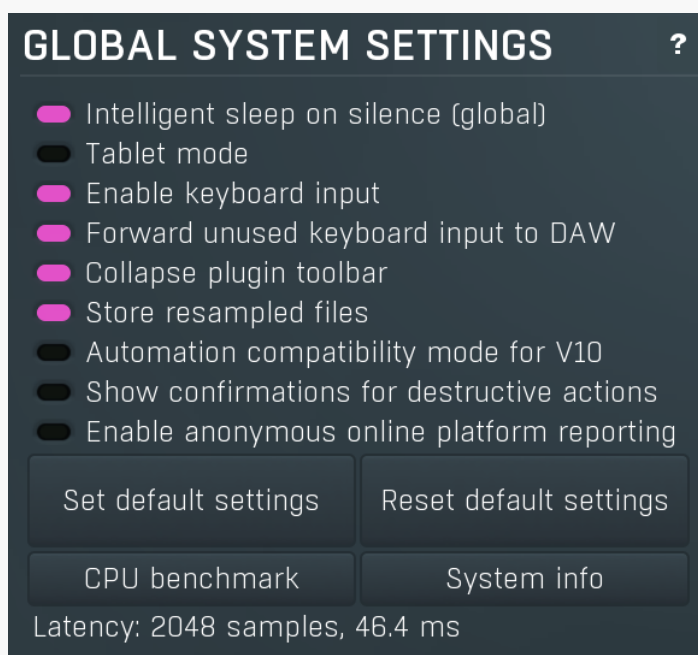 GLOBAL SYSTEM SETTINGS ?
Intelligent sleep on silence (global)
Tablet mode
Enable keyboard input
Forward unused keyboard input to DAW
Collapse plugin toolbar
Store resampled files
Automation compatibility mode for V10
Show confirmations for destructive actions
Enable anonymous online platform reporting
Set default settings Reset default settings
CPU benchmark System info
Latency: 2048 samples, 46.4 ms